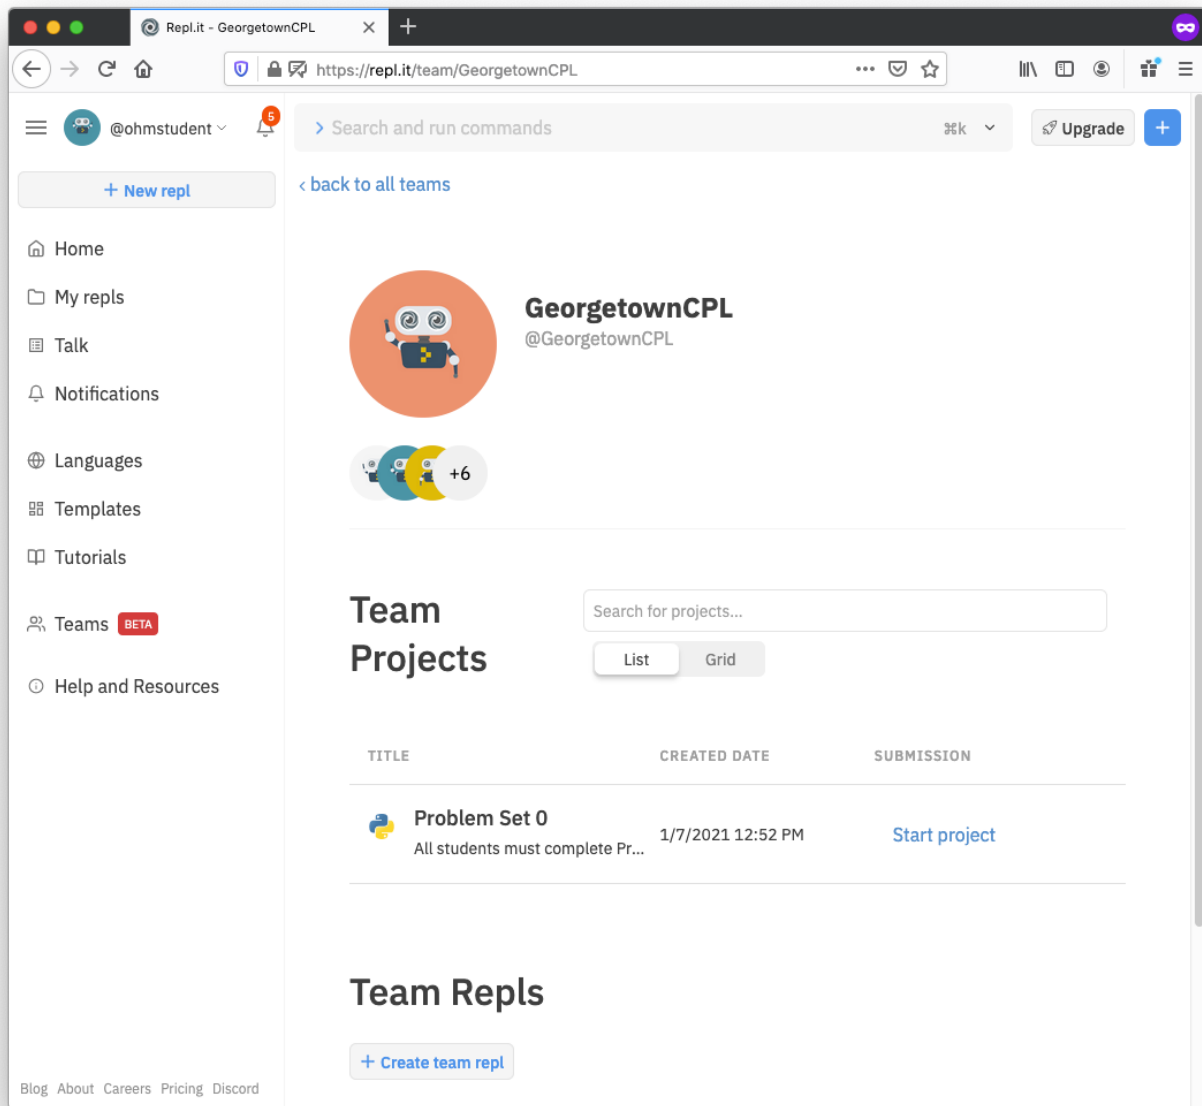 Repl.it - GeorgetownCPL
https://repl.it/team/GeorgetownCPL
@ohmstudent
5
Search and run commands
⌘k
Upgrade
+ New repl
‹ back to all teams
Home
My repls
Talk
Notifications
Languages
Templates
Tutorials
Teams BETA
Help and Resources
Blog About Careers Pricing Discord
GeorgetownCPL
@GeorgetownCPL
+6
Team
Projects
Search for projects...
List Grid
TITLE CREATED DATE SUBMISSION
Problem Set 0
All students must complete Pr...
1/7/2021 12:52 PM
Start project
Team Repls
+ Create team repl